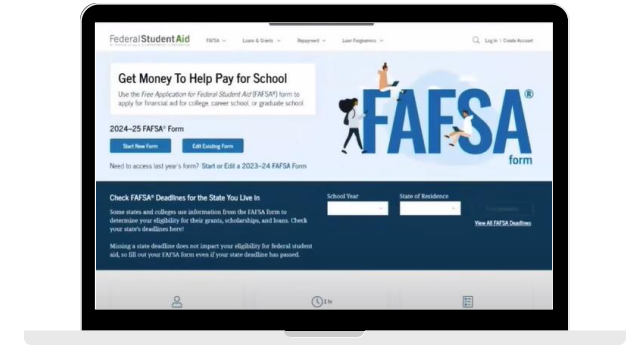 Federal Student Aid
FAFSA Loans & Grants Repayment Loan Forgiveness Log In | Create Account
Get Money To Help Pay for School
Use the Free Application for Federal Student Aid (FAFSA®) form to
apply for financial aid for college, career school, or graduate school.
2024–25 FAFSA® Form
Start New Form Edit Existing Form
Need to access last year's form? Start or Edit a 2023–24 FAFSA Form
FAFSA®
form
Check FAFSA® Deadlines for the State You Live in
Some states and colleges use information from the FAFSA form to
determine your eligibility for their grants, scholarships, and loans. Check
your state's deadlines here!
Missing a state deadline does not impact your eligibility for federal student
aid, so fill out your FAFSA form even if your state deadline has passed.
School Year State of Residence
View All FAFSA Deadlines